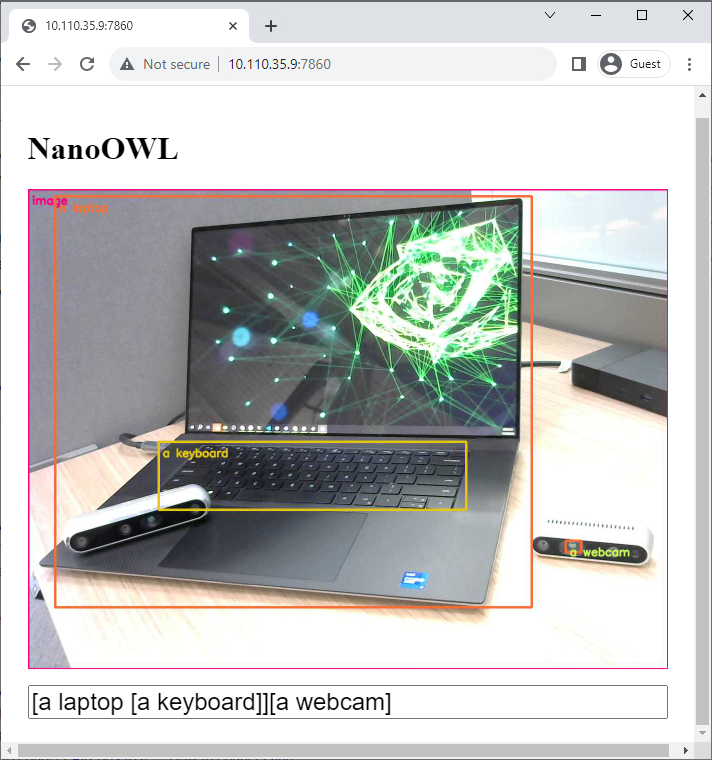 10.110.35.9:7860
Not secure
10.110.35.9:7860
Guest
NanoOWL
image
a laptop
a keyboard
a webcam
[a laptop [a keyboard]][a webcam]